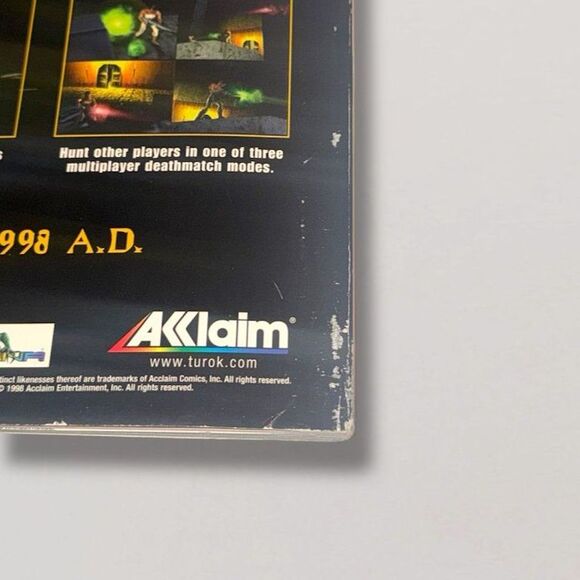 s
Hunt other players in one of three
multiplayer deathmatch modes.
998 A.D.
AKKlaim®
www.turok.com
tinct likenesses thereof are trademarks of Acclaim Comics, Inc. All rights reserved.
© 1998 Acclaim Entertainment, Inc. All rights reserved.